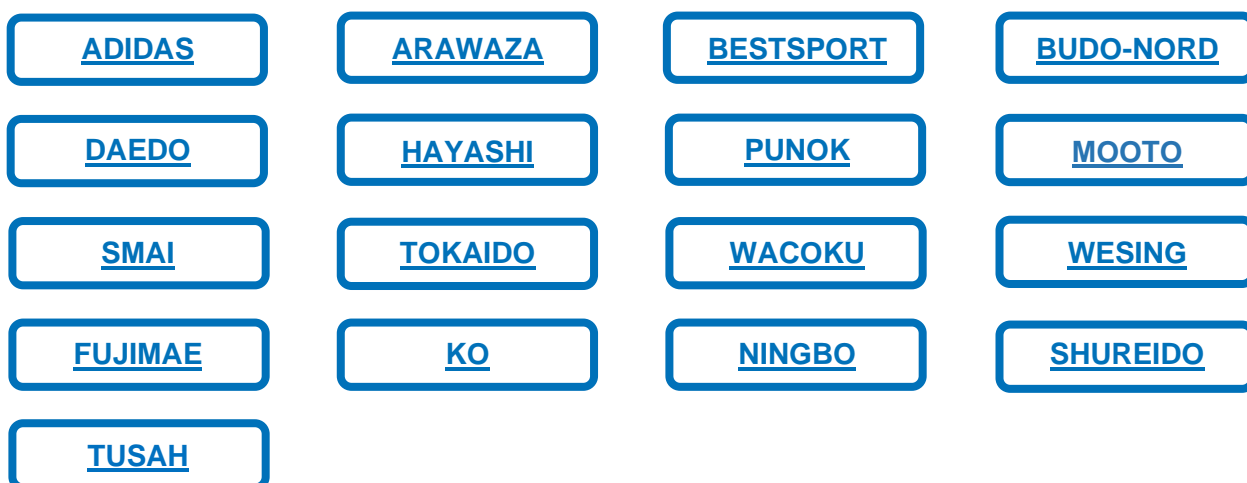 ADIDAS ARAWAZA BESTSPORT BUDO-NORD
DAEDO HAYASHI PUNOK MOOTO
SMAI TOKAIDO WACOKU WESING
FUJIMAE KO NINGBO SHUREIDO
TUSAH